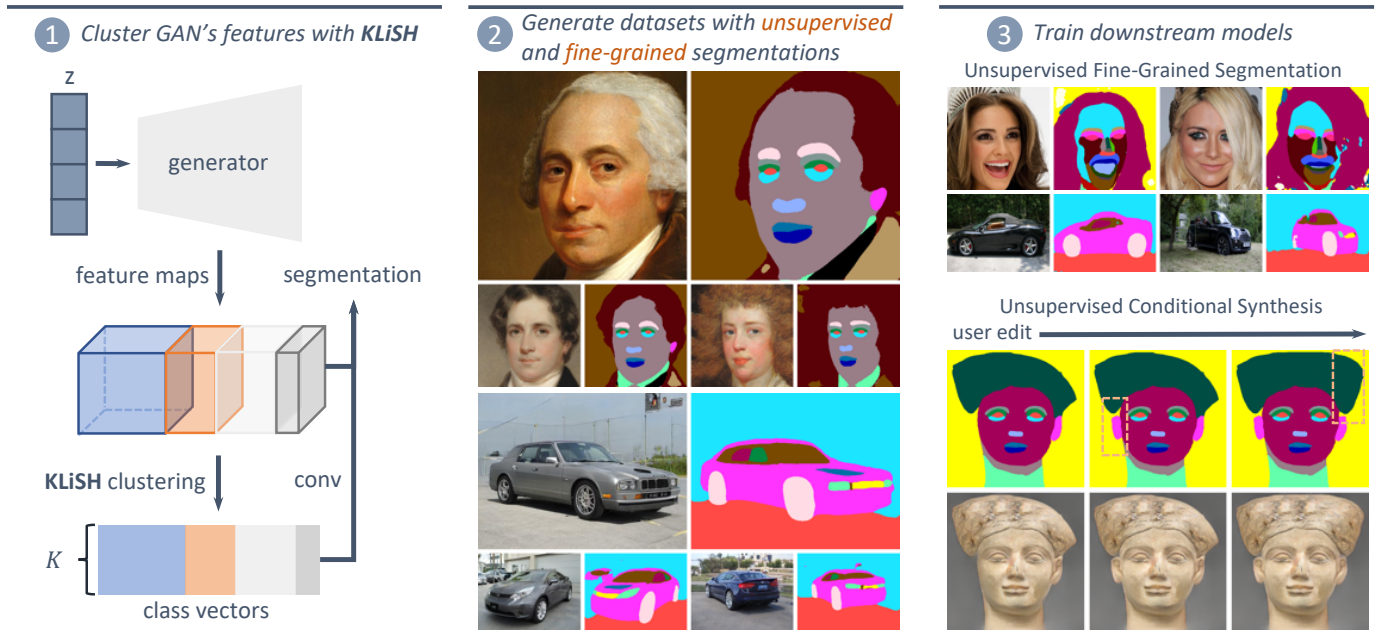 1 Cluster GAN's features with KLiSH
z
generator
feature maps
segmentation
KLiSH clustering
conv
K
class vectors
2 Generate datasets with unsupervised
and fine-grained segmentations
3 Train downstream models
Unsupervised Fine-Grained Segmentation
Unsupervised Conditional Synthesis
user edit